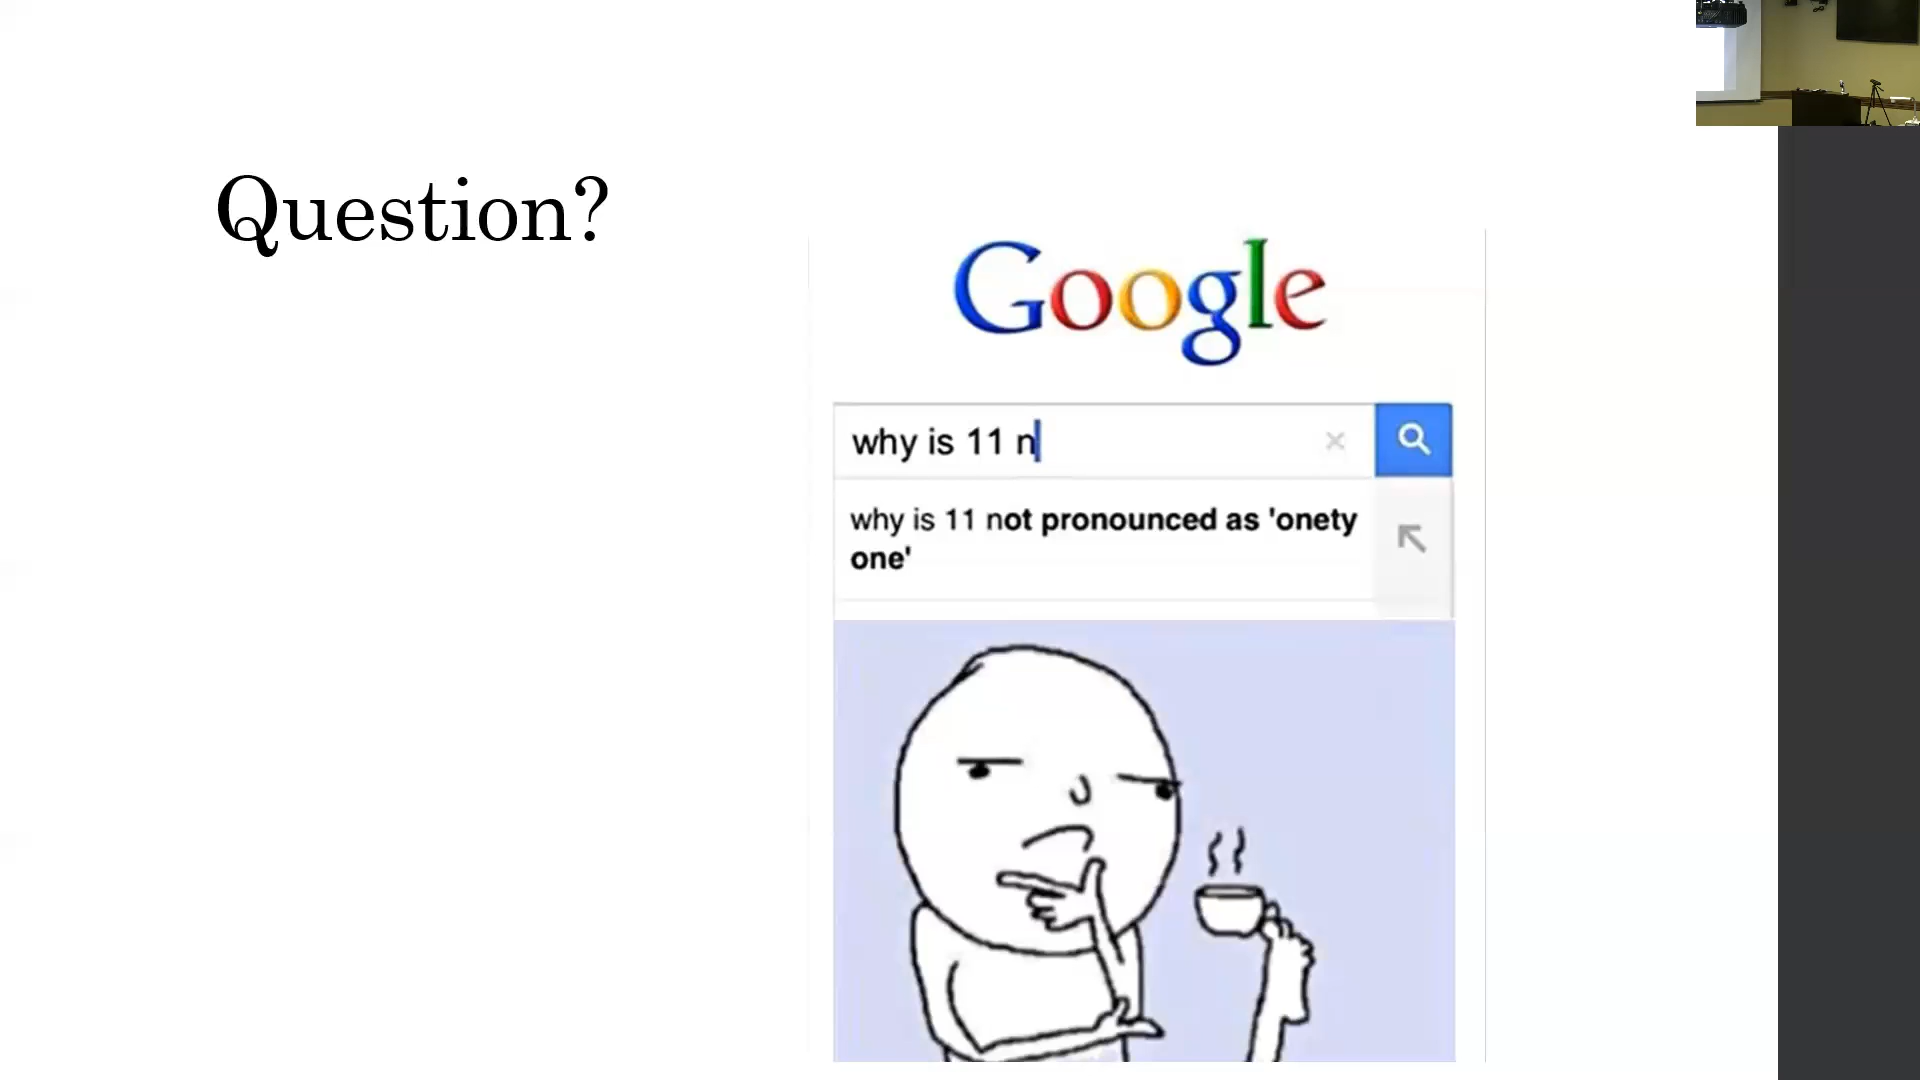 Question?
Google
why is 11 n
why is 11 not pronounced as 'onety
one'